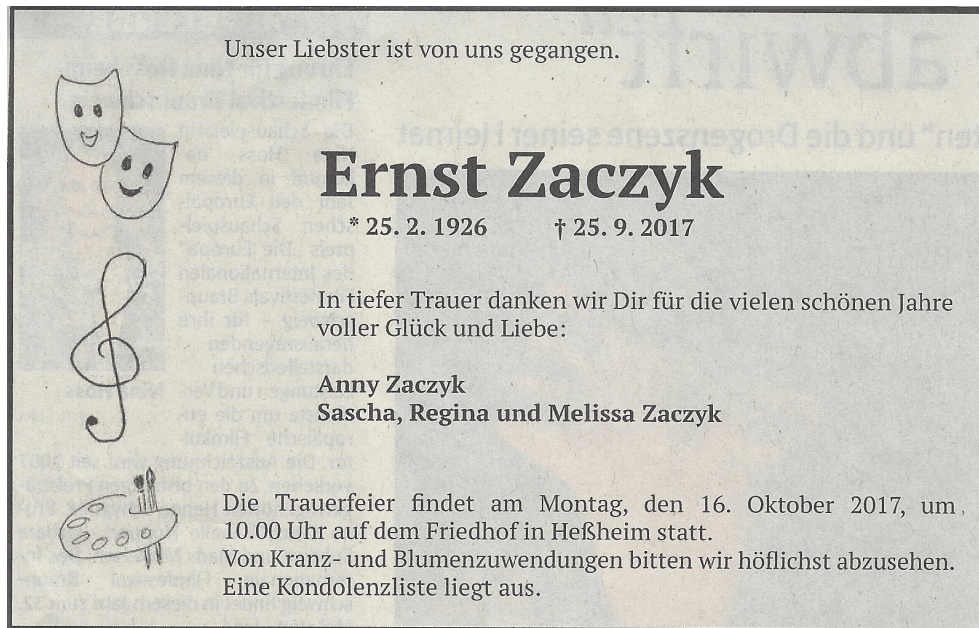 Unser Liebster ist von uns gegangen.
Ernst Zaczyk
* 25. 2. 1926 † 25. 9. 2017
In tiefer Trauer danken wir Dir für die vielen schönen Jahre
voller Glück und Liebe:
Anny Zaczyk
Sascha, Regina und Melissa Zaczyk
Die Trauerfeier findet am Montag, den 16. Oktober 2017, um
10.00 Uhr auf dem Friedhof in Heßheim statt.
Von Kranz- und Blumenzuwendungen bitten wir höflichst abzusehen.
Eine Kondolenzliste liegt aus.